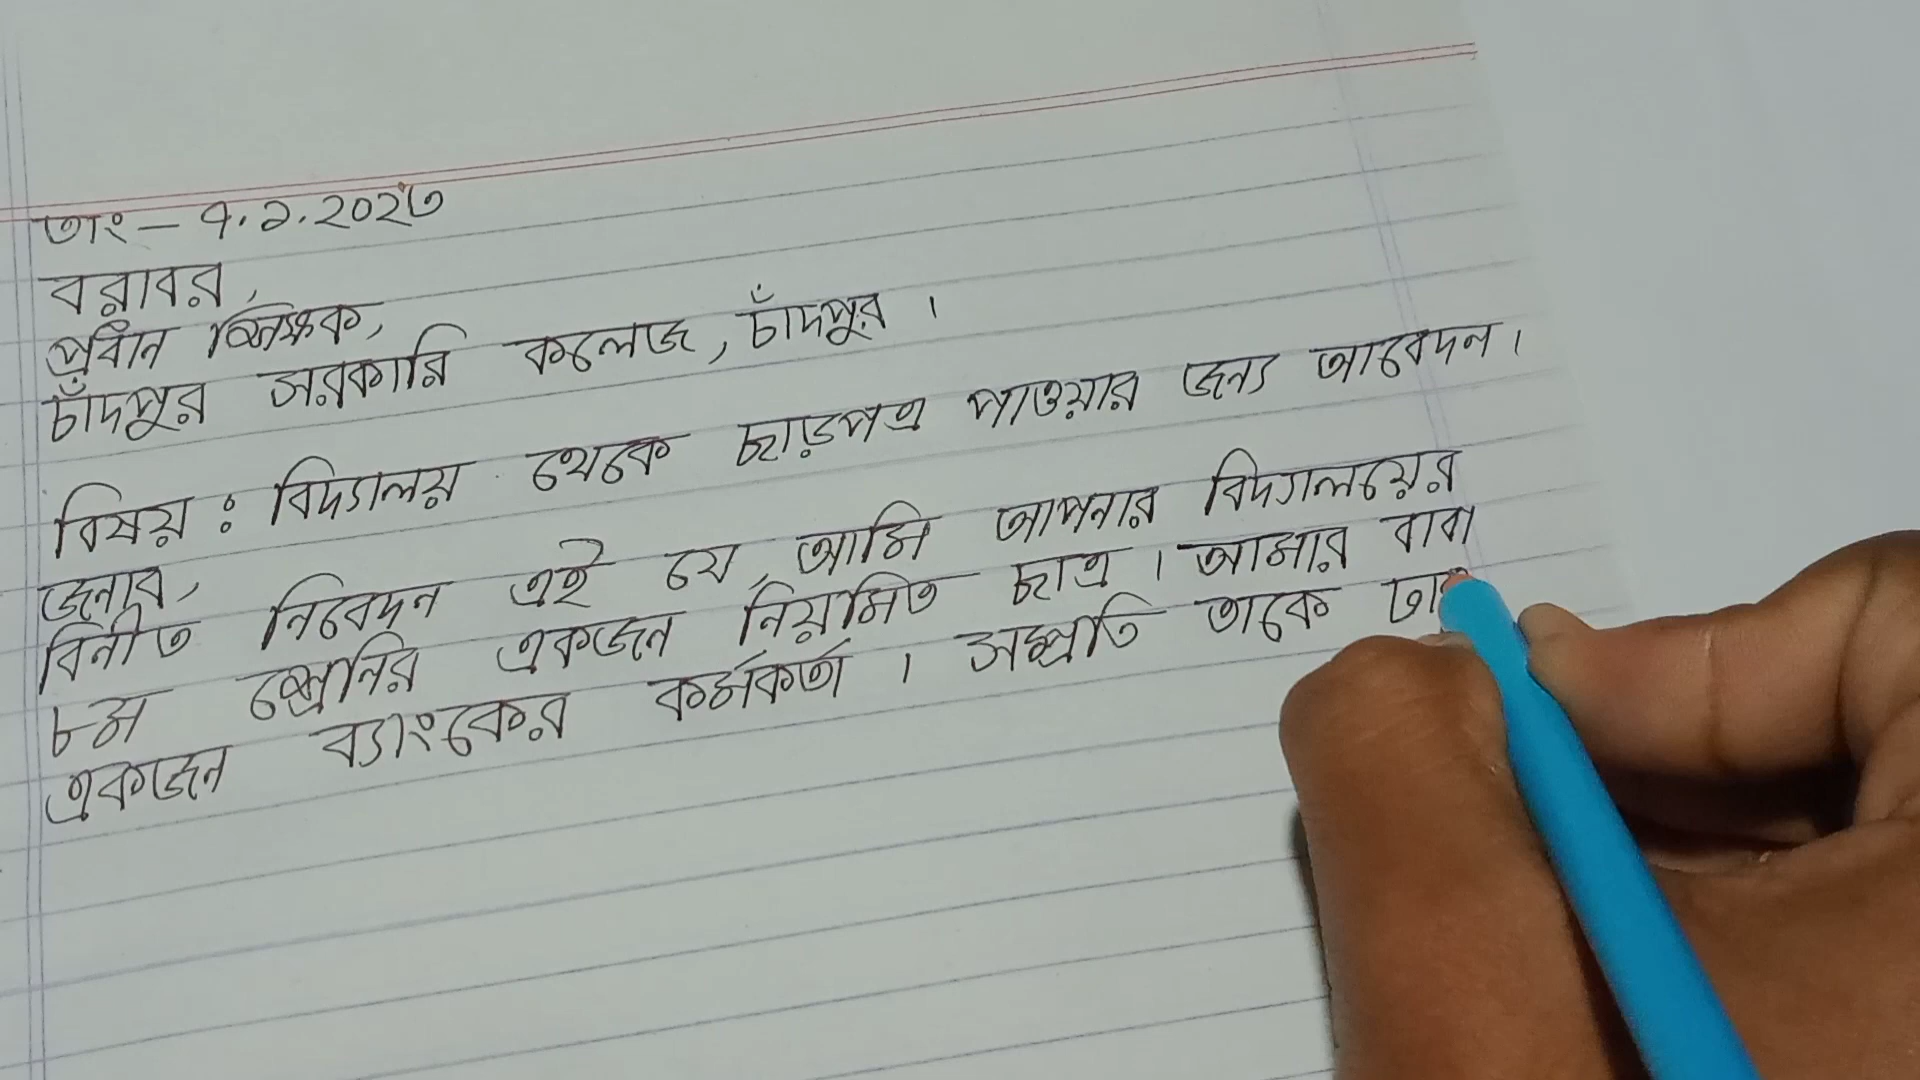 তাং- ৭.১.২০২৩
বরাবর,
প্রধান শিক্ষক,
চাঁদপুর সরকারি কলেজ, চাঁদপুর ।
বিষয় : বিদ্যালয় থেকে ছাড়পত্র পাওয়ার জন্য আবেদন ।
জনাব,
বিনীত নিবেদন এই যে, আমি আপনার বিদ্যালয়ের
৮ম শ্রেনির একজন নিয়মিত ছাত্র । আমার বাবা
একজন ব্যাংকের কর্মকর্তা । সম্প্রতি তাকে